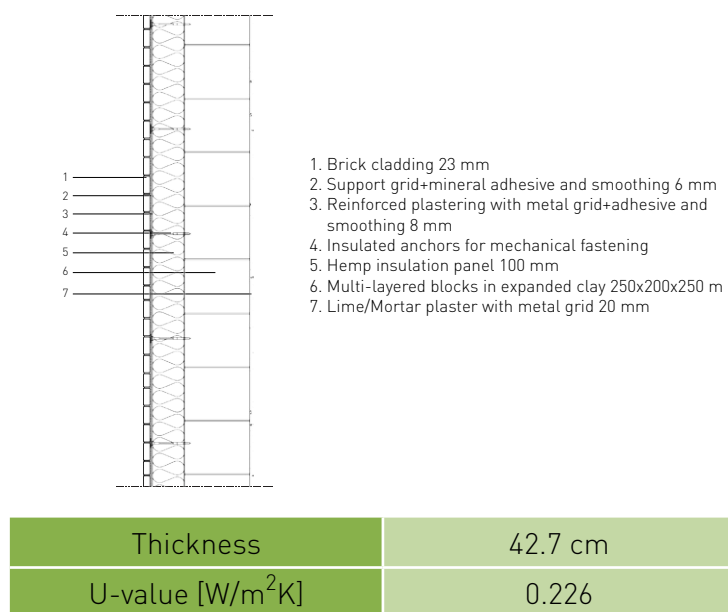 1
2
3
4
5
6
7
1. Brick cladding 23 mm
2. Support grid+mineral adhesive and smoothing 6 mm
3. Reinforced plastering with metal grid+adhesive and
smoothing 8 mm
4. Insulated anchors for mechanical fastening
5. Hemp insulation panel 100 mm
6. Multi-layered blocks in expanded clay 250x200x250 m
7. Lime/Mortar plaster with metal grid 20 mm
Thickness 42.7 cm
U-value [W/m²K] 0.226